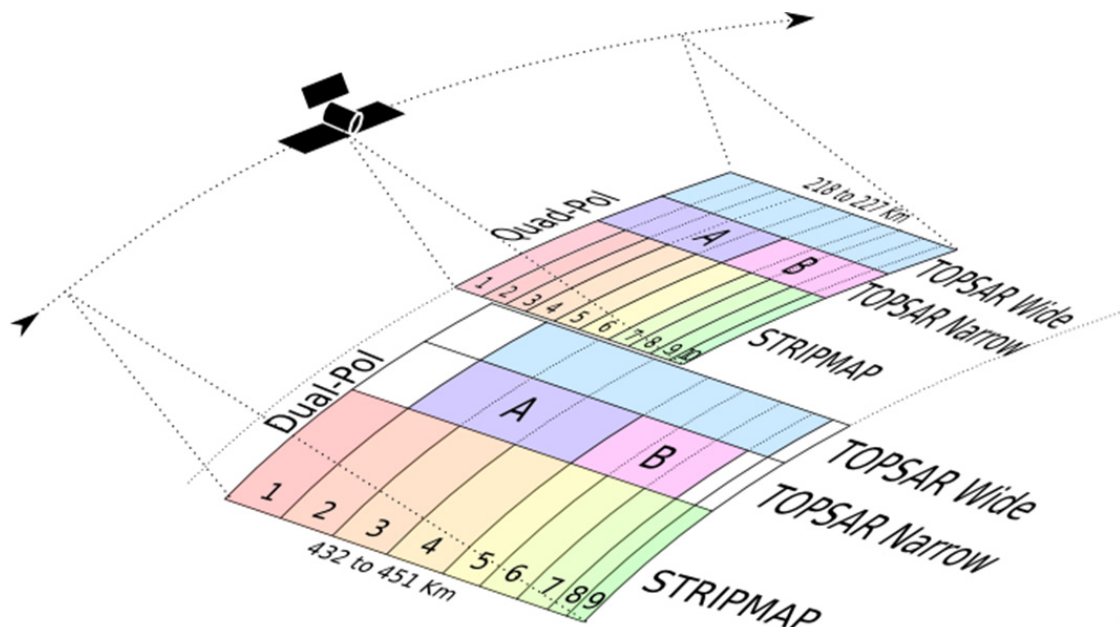 218 to 227 Km
Quad-Pol
A
B
TOPSAR Wide
TOPSAR Narrow
STRIPMAP
1 2 3 4 5 6 7 8 9 10
Dual-Pol
A
B
TOPSAR Wide
TOPSAR Narrow
STRIPMAP
1 2 3 4 5 6 7 8 9
432 to 451 Km